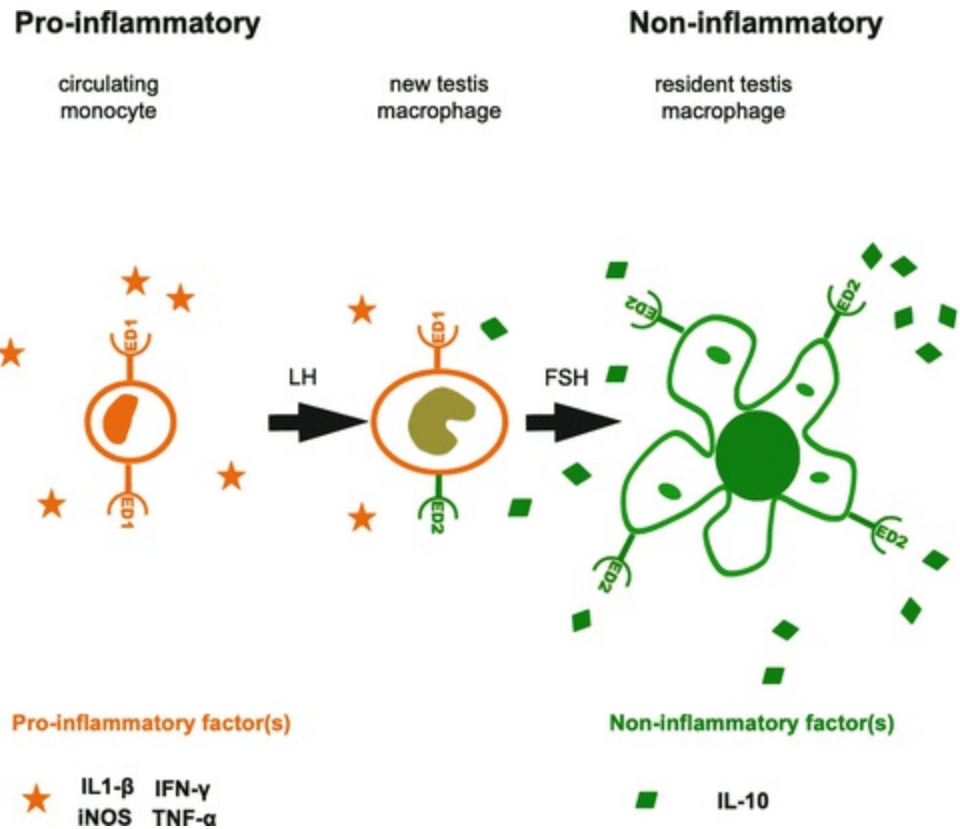 Pro-inflammatory
Non-inflammatory
circulating
monocyte
new testis
macrophage
resident testis
macrophage
ED1
ED1
LH
ED1
ED2
FSH
ED2
ED2
ED2
ED2
Pro-inflammatory factor(s)
Non-inflammatory factor(s)
IL1-β IFN-γ
iNOS TNF-α
IL-10